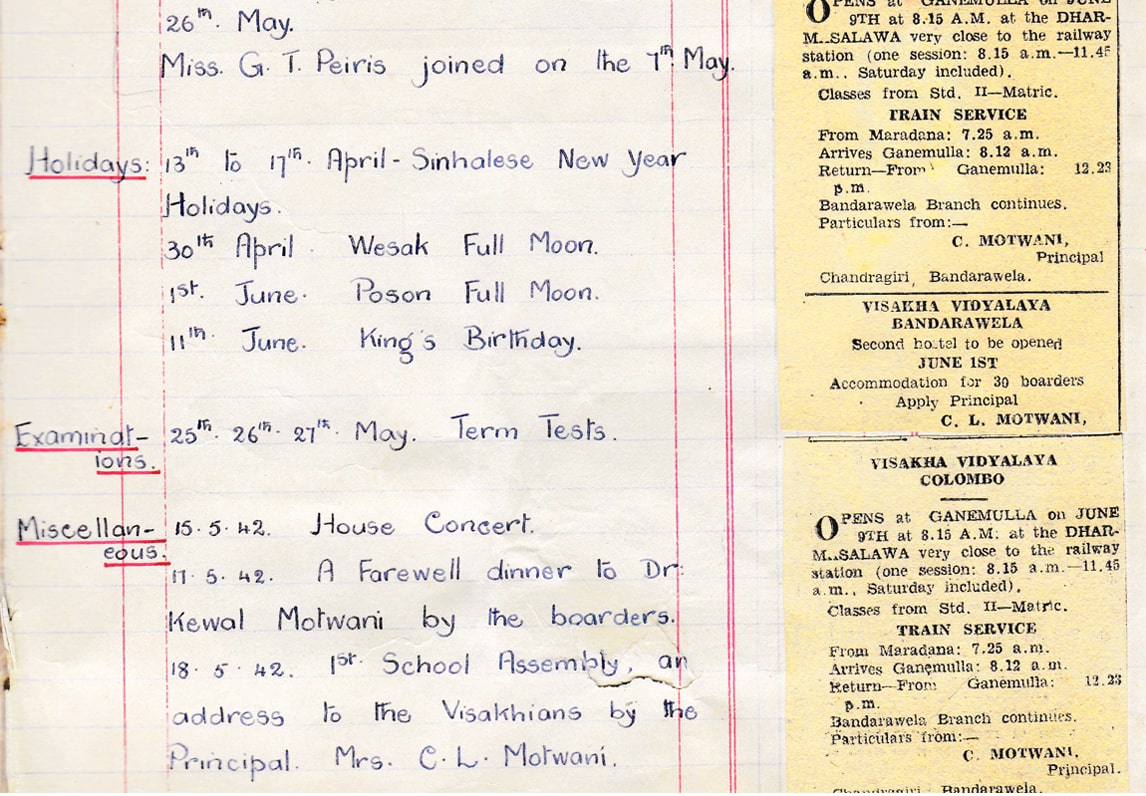 26th. May.
Miss. G. T. Peiris joined on the 7th May.
Holidays: 13th to 17th. April - Sinhalese New Year
Holidays.
30th April. Wesak Full Moon.
1st. June. Poson Full Moon.
11th. June. King's Birthday.
Examinat-
ions. 25th. 26th. 27th. May. Term Tests.
Miscellan-
eous. 15.5.42. House Concert.
17.5.42. A Farewell dinner to Dr.
Kewal Motwani by the boarders.
18.5.42. 1st. School Assembly, an
address to the Visakhians by the
Principal. Mrs. C. L. Motwani.
OPENS at GANEMULLA on JUNE
9TH at 8.15 A.M. at the DHAR-
M..SALAWA very close to the railway
station (one session: 8.15 a.m.—11.45
a.m., Saturday included).
Classes from Std. II—Matric.
TRAIN SERVICE
From Maradana: 7.25 a.m.
Arrives Ganemulla: 8.12 a.m.
Return—From Ganemulla: 12.23
p.m.
Bandarawela Branch continues.
Particulars from:—
C. MOTWANI,
Principal
Chandragiri, Bandarawela.
VISAKHA VIDYALAYA
BANDARAWELA
Second hostel to be opened
JUNE 1ST
Accommodation for 30 boarders
Apply Principal
C. L. MOTWANI,
VISAKHA VIDYALAYA
COLOMBO
OPENS at GANEMULLA on JUNE
9TH at 8.15 A.M. at the DHAR-
M..SALAWA very close to the railway
station (one session: 8.15 a.m.—11.45
a.m., Saturday included).
Classes from Std. II—Matric.
TRAIN SERVICE
From Maradana: 7.25 a.m.
Arrives Ganemulla: 8.12 a.m.
Return—From Ganemulla: 12.23
p.m.
Bandarawela Branch continues.
Particulars from:—
C. MOTWANI,
Principal.
Chandragiri, Bandarawela.